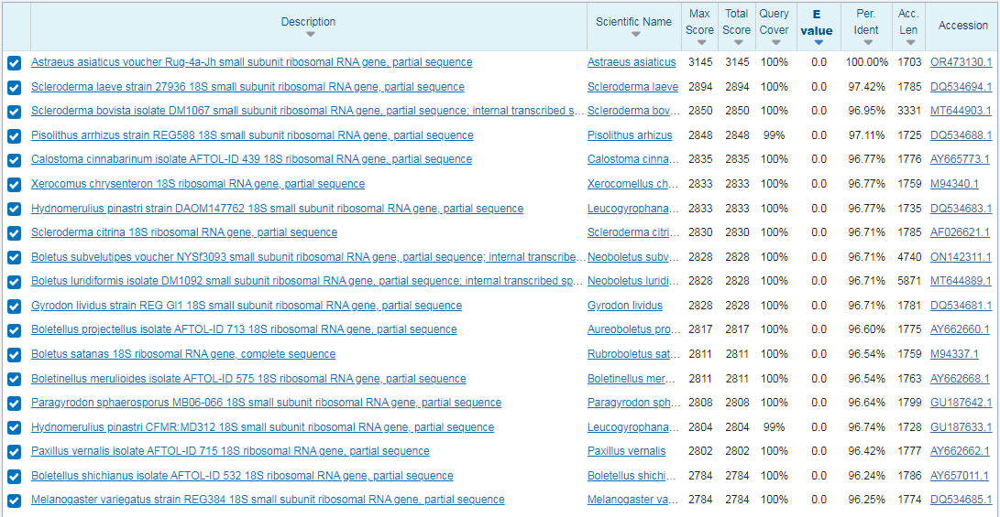 Description Scientific Name Max Score Total Score Query Cover E value Per. Ident Acc. Len Accession
Astraeus asiaticus voucher Rug-4a-Jh small subunit ribosomal RNA gene, partial sequence Astraeus asiaticus 3145 3145 100% 0.0 100.00% 1703 OR473130.1
Scleroderma laeve strain 27936 18S small subunit ribosomal RNA gene, partial sequence Scleroderma laeve 2894 2894 100% 0.0 97.42% 1785 DQ534694.1
Scleroderma bovista isolate DM1067 small subunit ribosomal RNA gene, partial sequence; internal transcribed s... Scleroderma bov... 2850 2850 100% 0.0 96.95% 3331 MT644903.1
Pisolithus arrhizus strain REG588 18S small subunit ribosomal RNA gene, partial sequence Pisolithus arhizus 2848 2848 99% 0.0 97.11% 1725 DQ534688.1
Calostoma cinnabarinum isolate AFTOL-ID 439 18S ribosomal RNA gene, partial sequence Calostoma cinna... 2835 2835 100% 0.0 96.77% 1776 AY665773.1
Xerocomus chrysenteron 18S ribosomal RNA gene, partial sequence Xerocomellus ch... 2833 2833 100% 0.0 96.77% 1759 M94340.1
Hydnomerulius pinastri strain DAOM147762 18S small subunit ribosomal RNA gene, partial sequence Leucogyrophana... 2833 2833 100% 0.0 96.77% 1735 DQ534683.1
Scleroderma citrina 18S ribosomal RNA gene, partial sequence Scleroderma citri... 2830 2830 100% 0.0 96.71% 1785 AF026621.1
Boletus subvelutipes voucher NYSf3093 small subunit ribosomal RNA gene, partial sequence; internal transcribe... Neoboletus subv... 2828 2828 100% 0.0 96.71% 4740 ON142311.1
Boletus luridiformis isolate DM1092 small subunit ribosomal RNA gene, partial sequence; internal transcribed sp... Neoboletus luridi... 2828 2828 100% 0.0 96.71% 5871 MT644889.1
Gyrodon lividus strain REG Gl1 18S small subunit ribosomal RNA gene, partial sequence Gyrodon lividus 2828 2828 100% 0.0 96.71% 1781 DQ534681.1
Boletellus projectellus isolate AFTOL-ID 713 18S ribosomal RNA gene, partial sequence Aureoboletus pro... 2817 2817 100% 0.0 96.60% 1775 AY662660.1
Boletus satanas 18S ribosomal RNA gene, complete sequence Rubroboletus sat... 2811 2811 100% 0.0 96.54% 1759 M94337.1
Boletinellus merulioides isolate AFTOL-ID 575 18S ribosomal RNA gene, partial sequence Boletinellus mer... 2811 2811 100% 0.0 96.54% 1763 AY662668.1
Paragyrodon sphaerosporus MB06-066 18S small subunit ribosomal RNA gene, partial sequence Paragyrodon sph... 2808 2808 100% 0.0 96.64% 1799 GU187642.1
Hydnomerulius pinastri CFMR:MD312 18S small subunit ribosomal RNA gene, partial sequence Leucogyrophana... 2804 2804 99% 0.0 96.74% 1728 GU187633.1
Paxillus vernalis isolate AFTOL-ID 715 18S ribosomal RNA gene, partial sequence Paxillus vernalis 2802 2802 100% 0.0 96.42% 1777 AY662662.1
Boletellus shichianus isolate AFTOL-ID 532 18S ribosomal RNA gene, partial sequence Boletellus shichi... 2784 2784 100% 0.0 96.24% 1786 AY657011.1
Melanogaster variegatus strain REG384 18S small subunit ribosomal RNA gene, partial sequence Melanogaster va... 2784 2784 100% 0.0 96.25% 1774 DQ534685.1